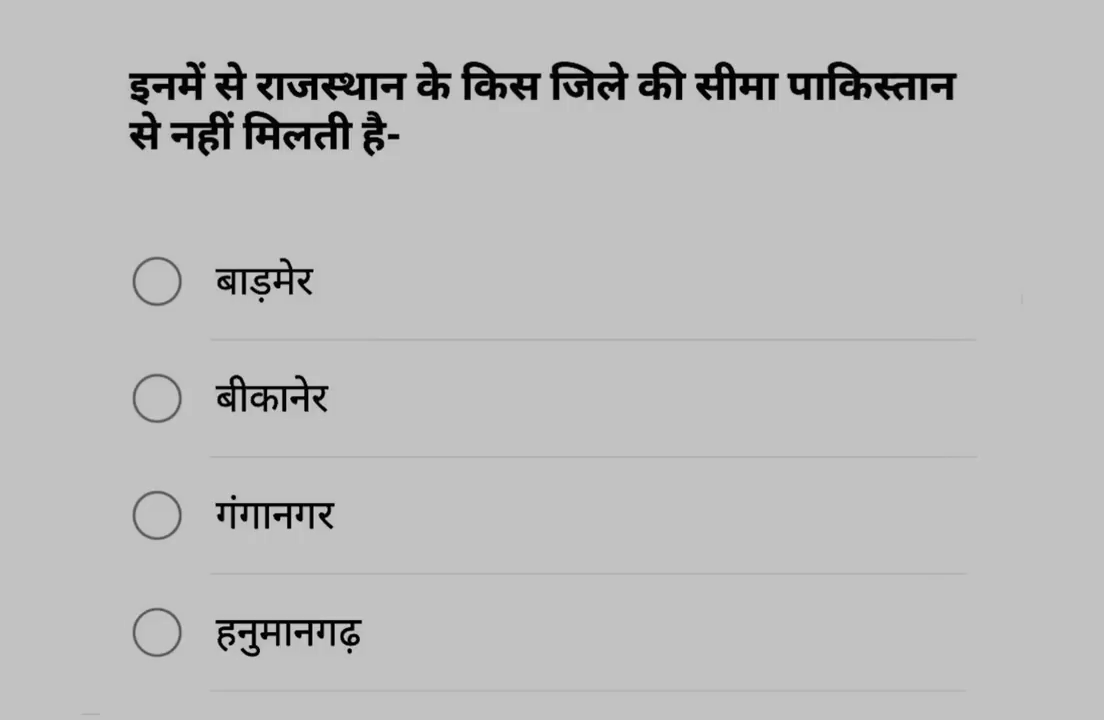 इनमें से राजस्थान के किस जिले की सीमा पाकिस्तान
से नहीं मिलती है-
बाड़मेर
बीकानेर
गंगानगर
हनुमानगढ़